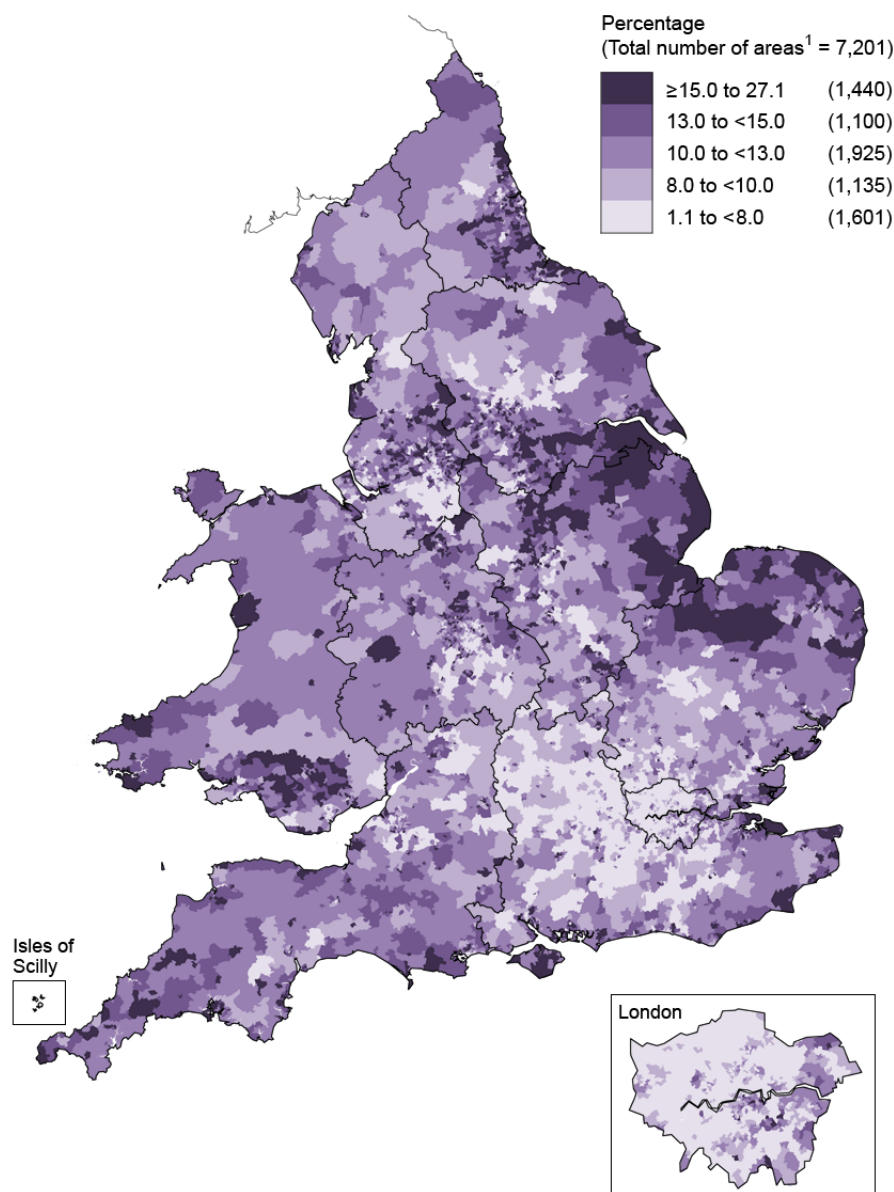 Percentage
(Total number of areas¹ = 7,201)
≥15.0 to 27.1 (1,440)
13.0 to <15.0 (1,100)
10.0 to <13.0 (1,925)
8.0 to <10.0 (1,135)
1.1 to <8.0 (1,601)
Isles of
Scilly
London